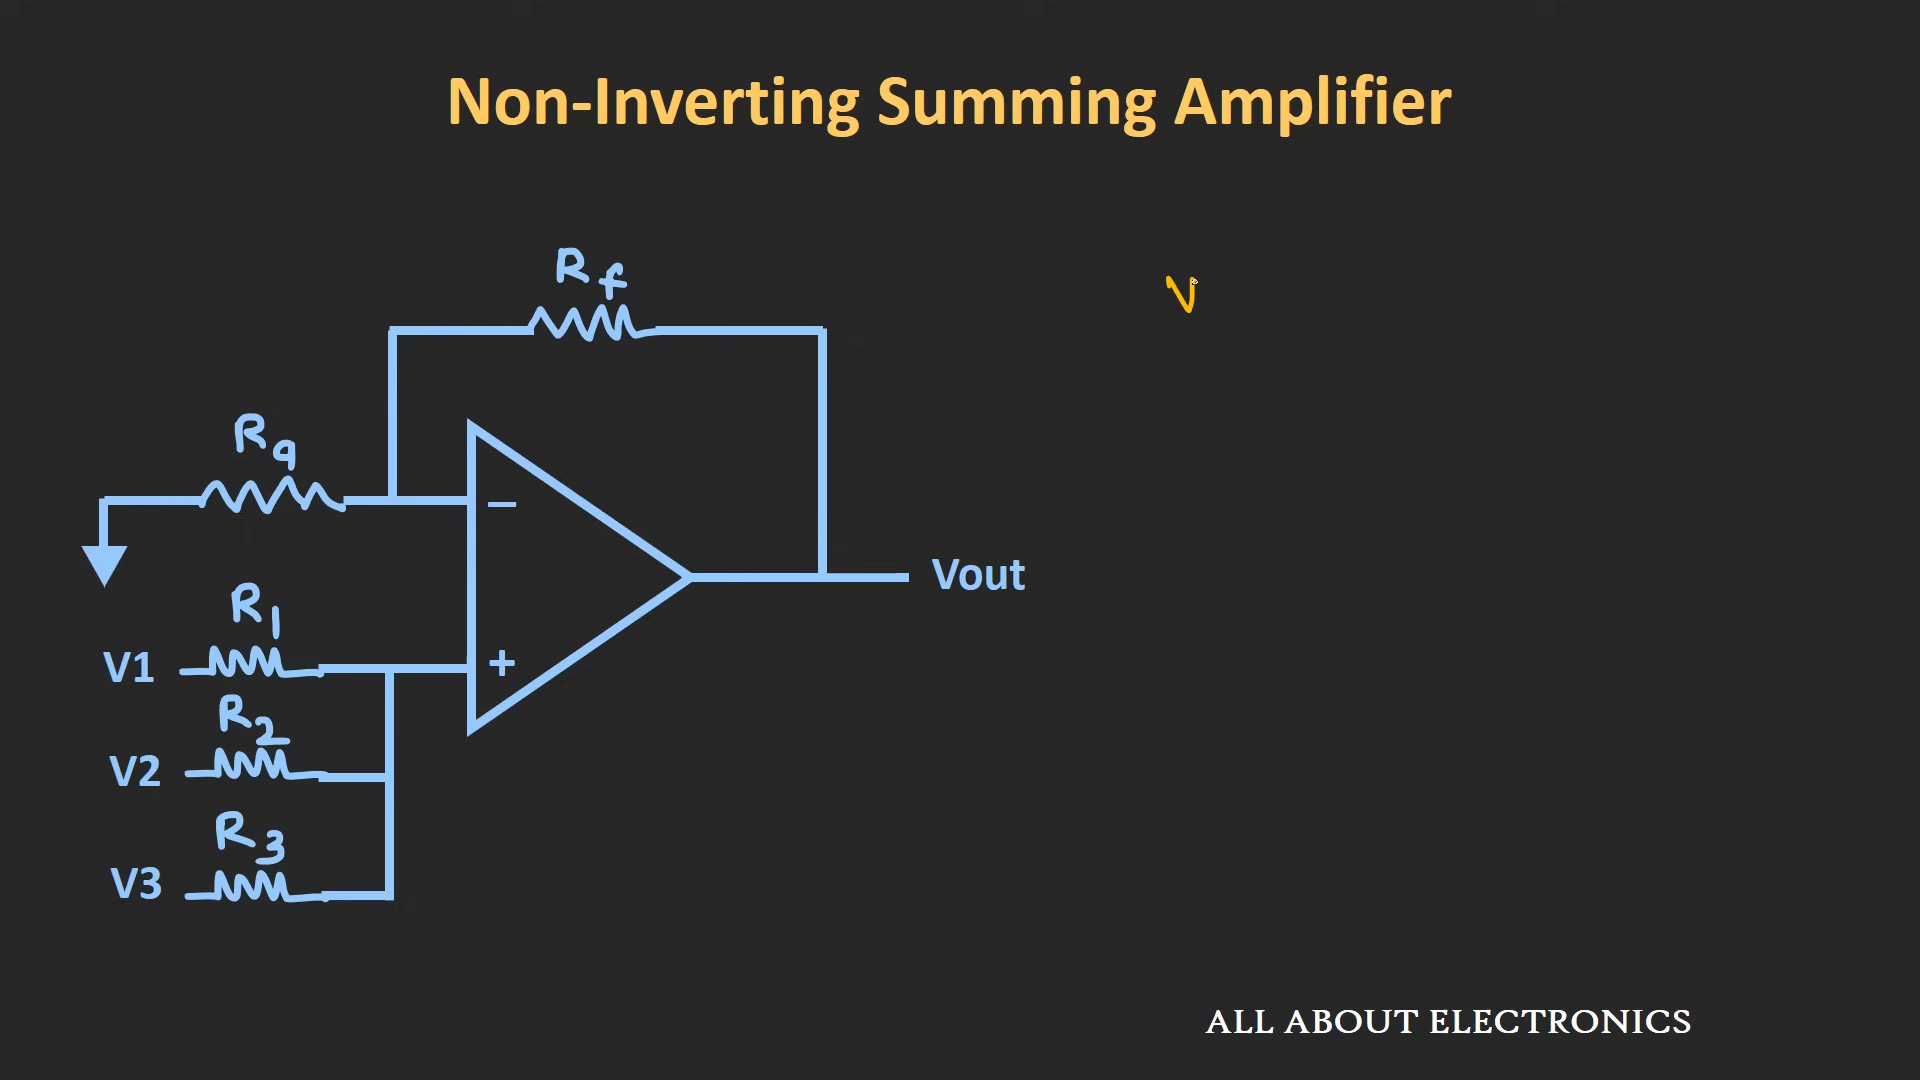 Non-Inverting Summing Amplifier
Rf
V
Ra
−
Vout
R1
V1
+
R2
V2
R3
V3
ALL ABOUT ELECTRONICS